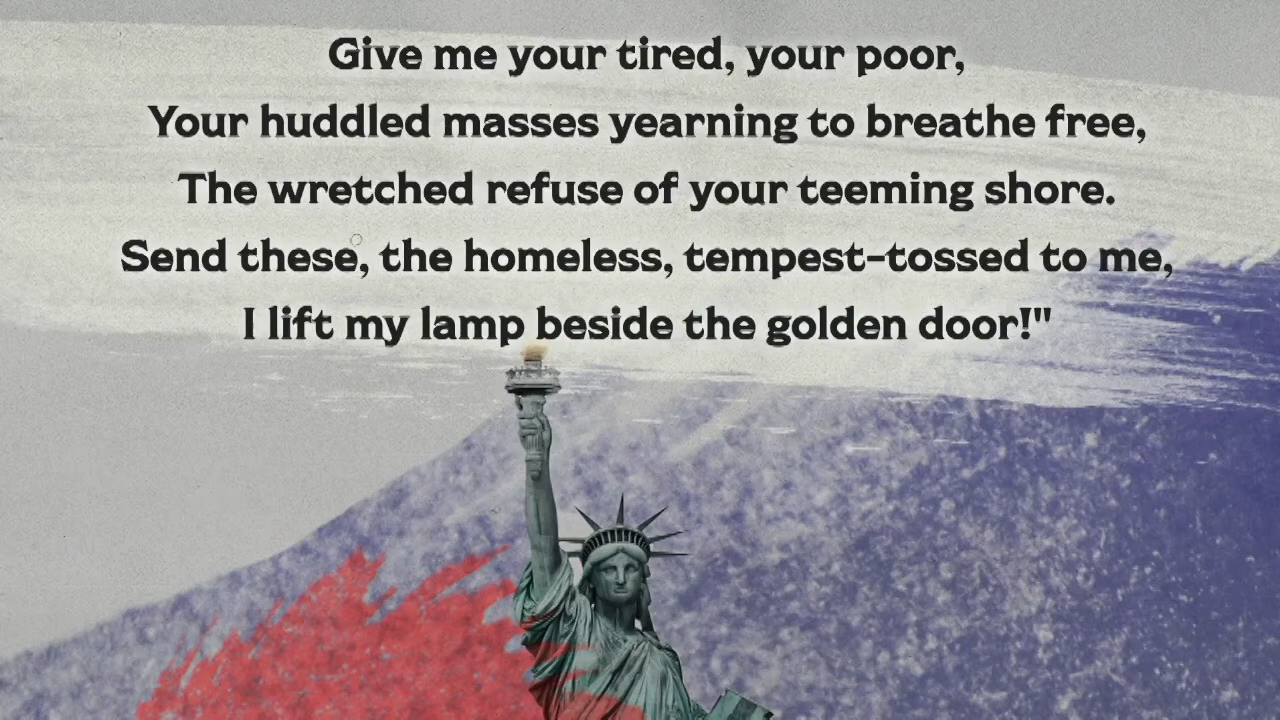 Give me your tired, your poor,
Your huddled masses yearning to breathe free,
The wretched refuse of your teeming shore.
Send these, the homeless, tempest-tossed to me,
I lift my lamp beside the golden door!"